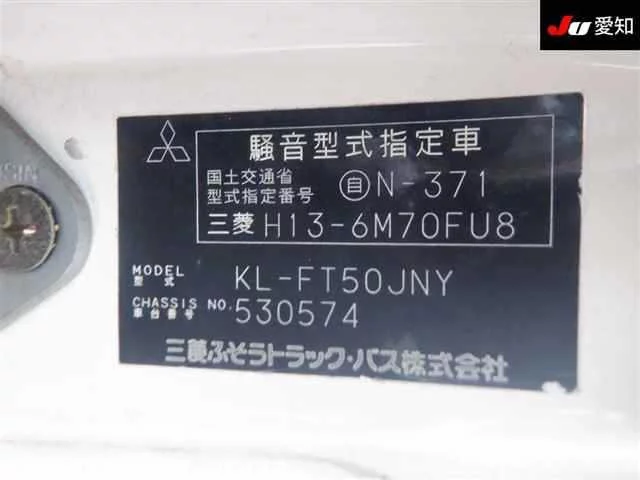 JU 愛知
騒音型式指定車
国土交通省
型式指定番号
自N-371
三菱 H13-6M70FU8
MODEL
型式
KL-FT50JNY
CHASSIS NO.
車台番号
530574
三菱ふそうトラック・バス株式会社